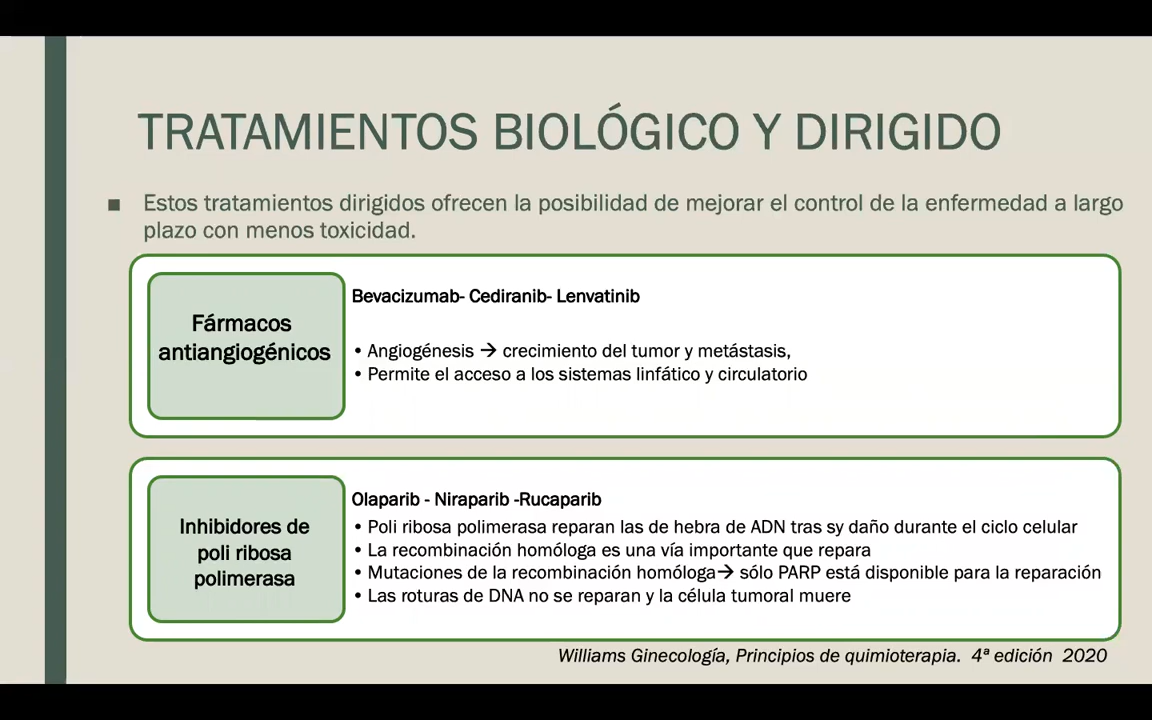 TRATAMIENTOS BIOLÓGICO Y DIRIGIDO
■ Estos tratamientos dirigidos ofrecen la posibilidad de mejorar el control de la enfermedad a largo
plazo con menos toxicidad.
Fármacos
antiangiogénicos
Bevacizumab- Cediranib- Lenvatinib
• Angiogénesis → crecimiento del tumor y metástasis,
• Permite el acceso a los sistemas linfático y circulatorio
Inhibidores de
poli ribosa
polimerasa
Olaparib - Niraparib -Rucaparib
• Poli ribosa polimerasa reparan las de hebra de ADN tras sy daño durante el ciclo celular
• La recombinación homóloga es una vía importante que repara
• Mutaciones de la recombinación homóloga→ sólo PARP está disponible para la reparación
• Las roturas de DNA no se reparan y la célula tumoral muere
Williams Ginecología, Principios de quimioterapia. 4ª edición 2020